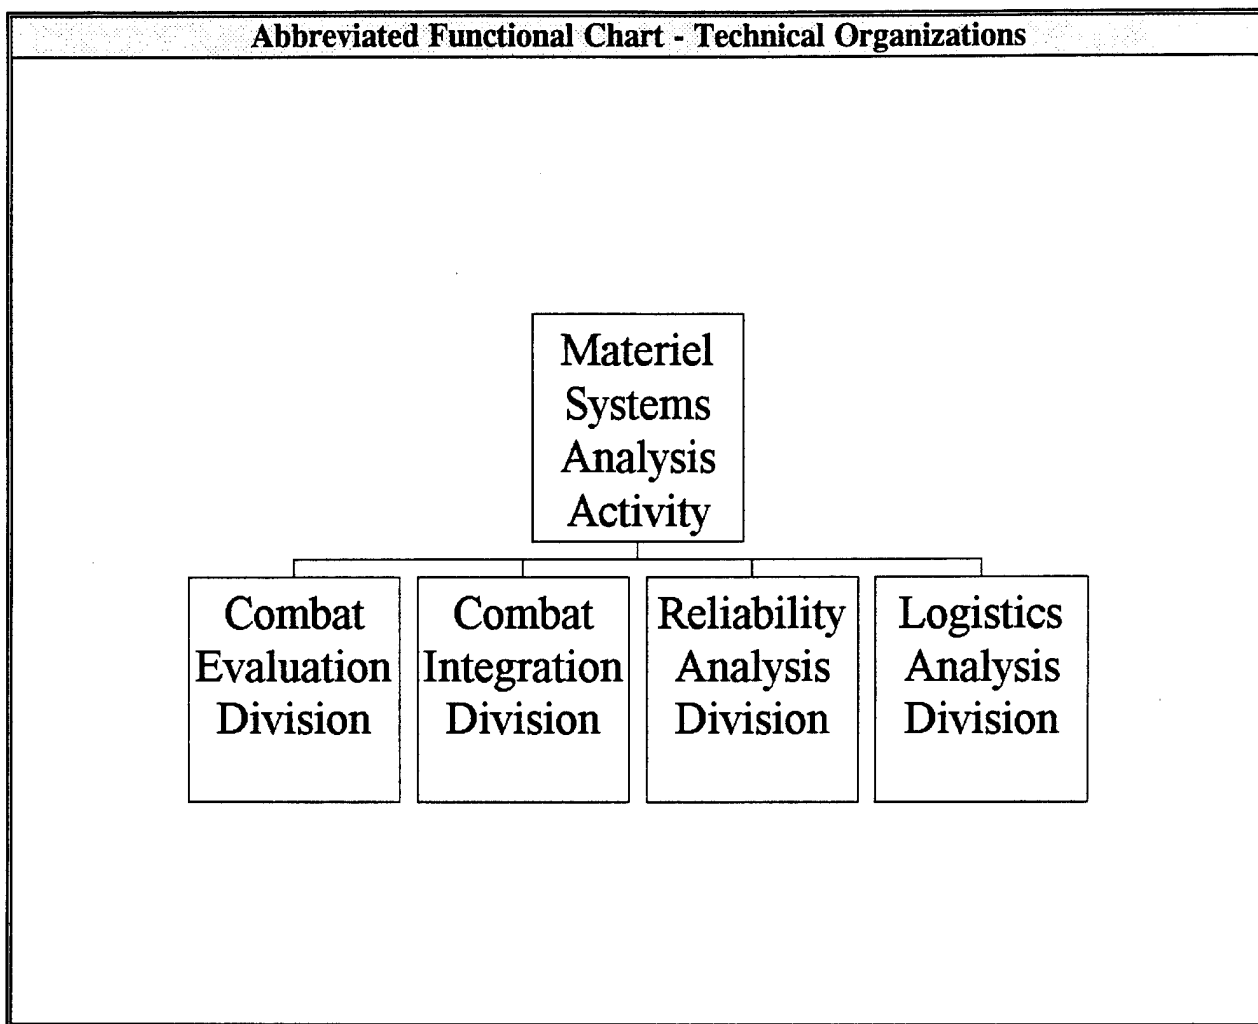 Abbreviated Functional Chart - Technical Organizations
Materiel
Systems
Analysis
Activity
Combat
Evaluation
Division
Combat
Integration
Division
Reliability
Analysis
Division
Logistics
Analysis
Division